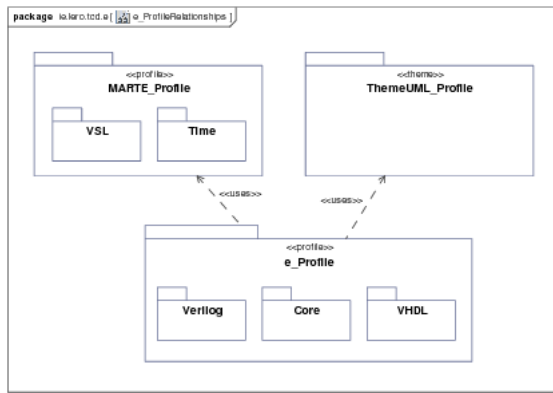 package ie.lero.tcd.e [ e_ProfileRelationships ]
<<profile>>
MARTE_Profile
VSL
Time
<<theme>>
ThemeUML_Profile
<<uses>>
<<uses>>
<<profile>>
e_Profile
Verilog
Core
VHDL